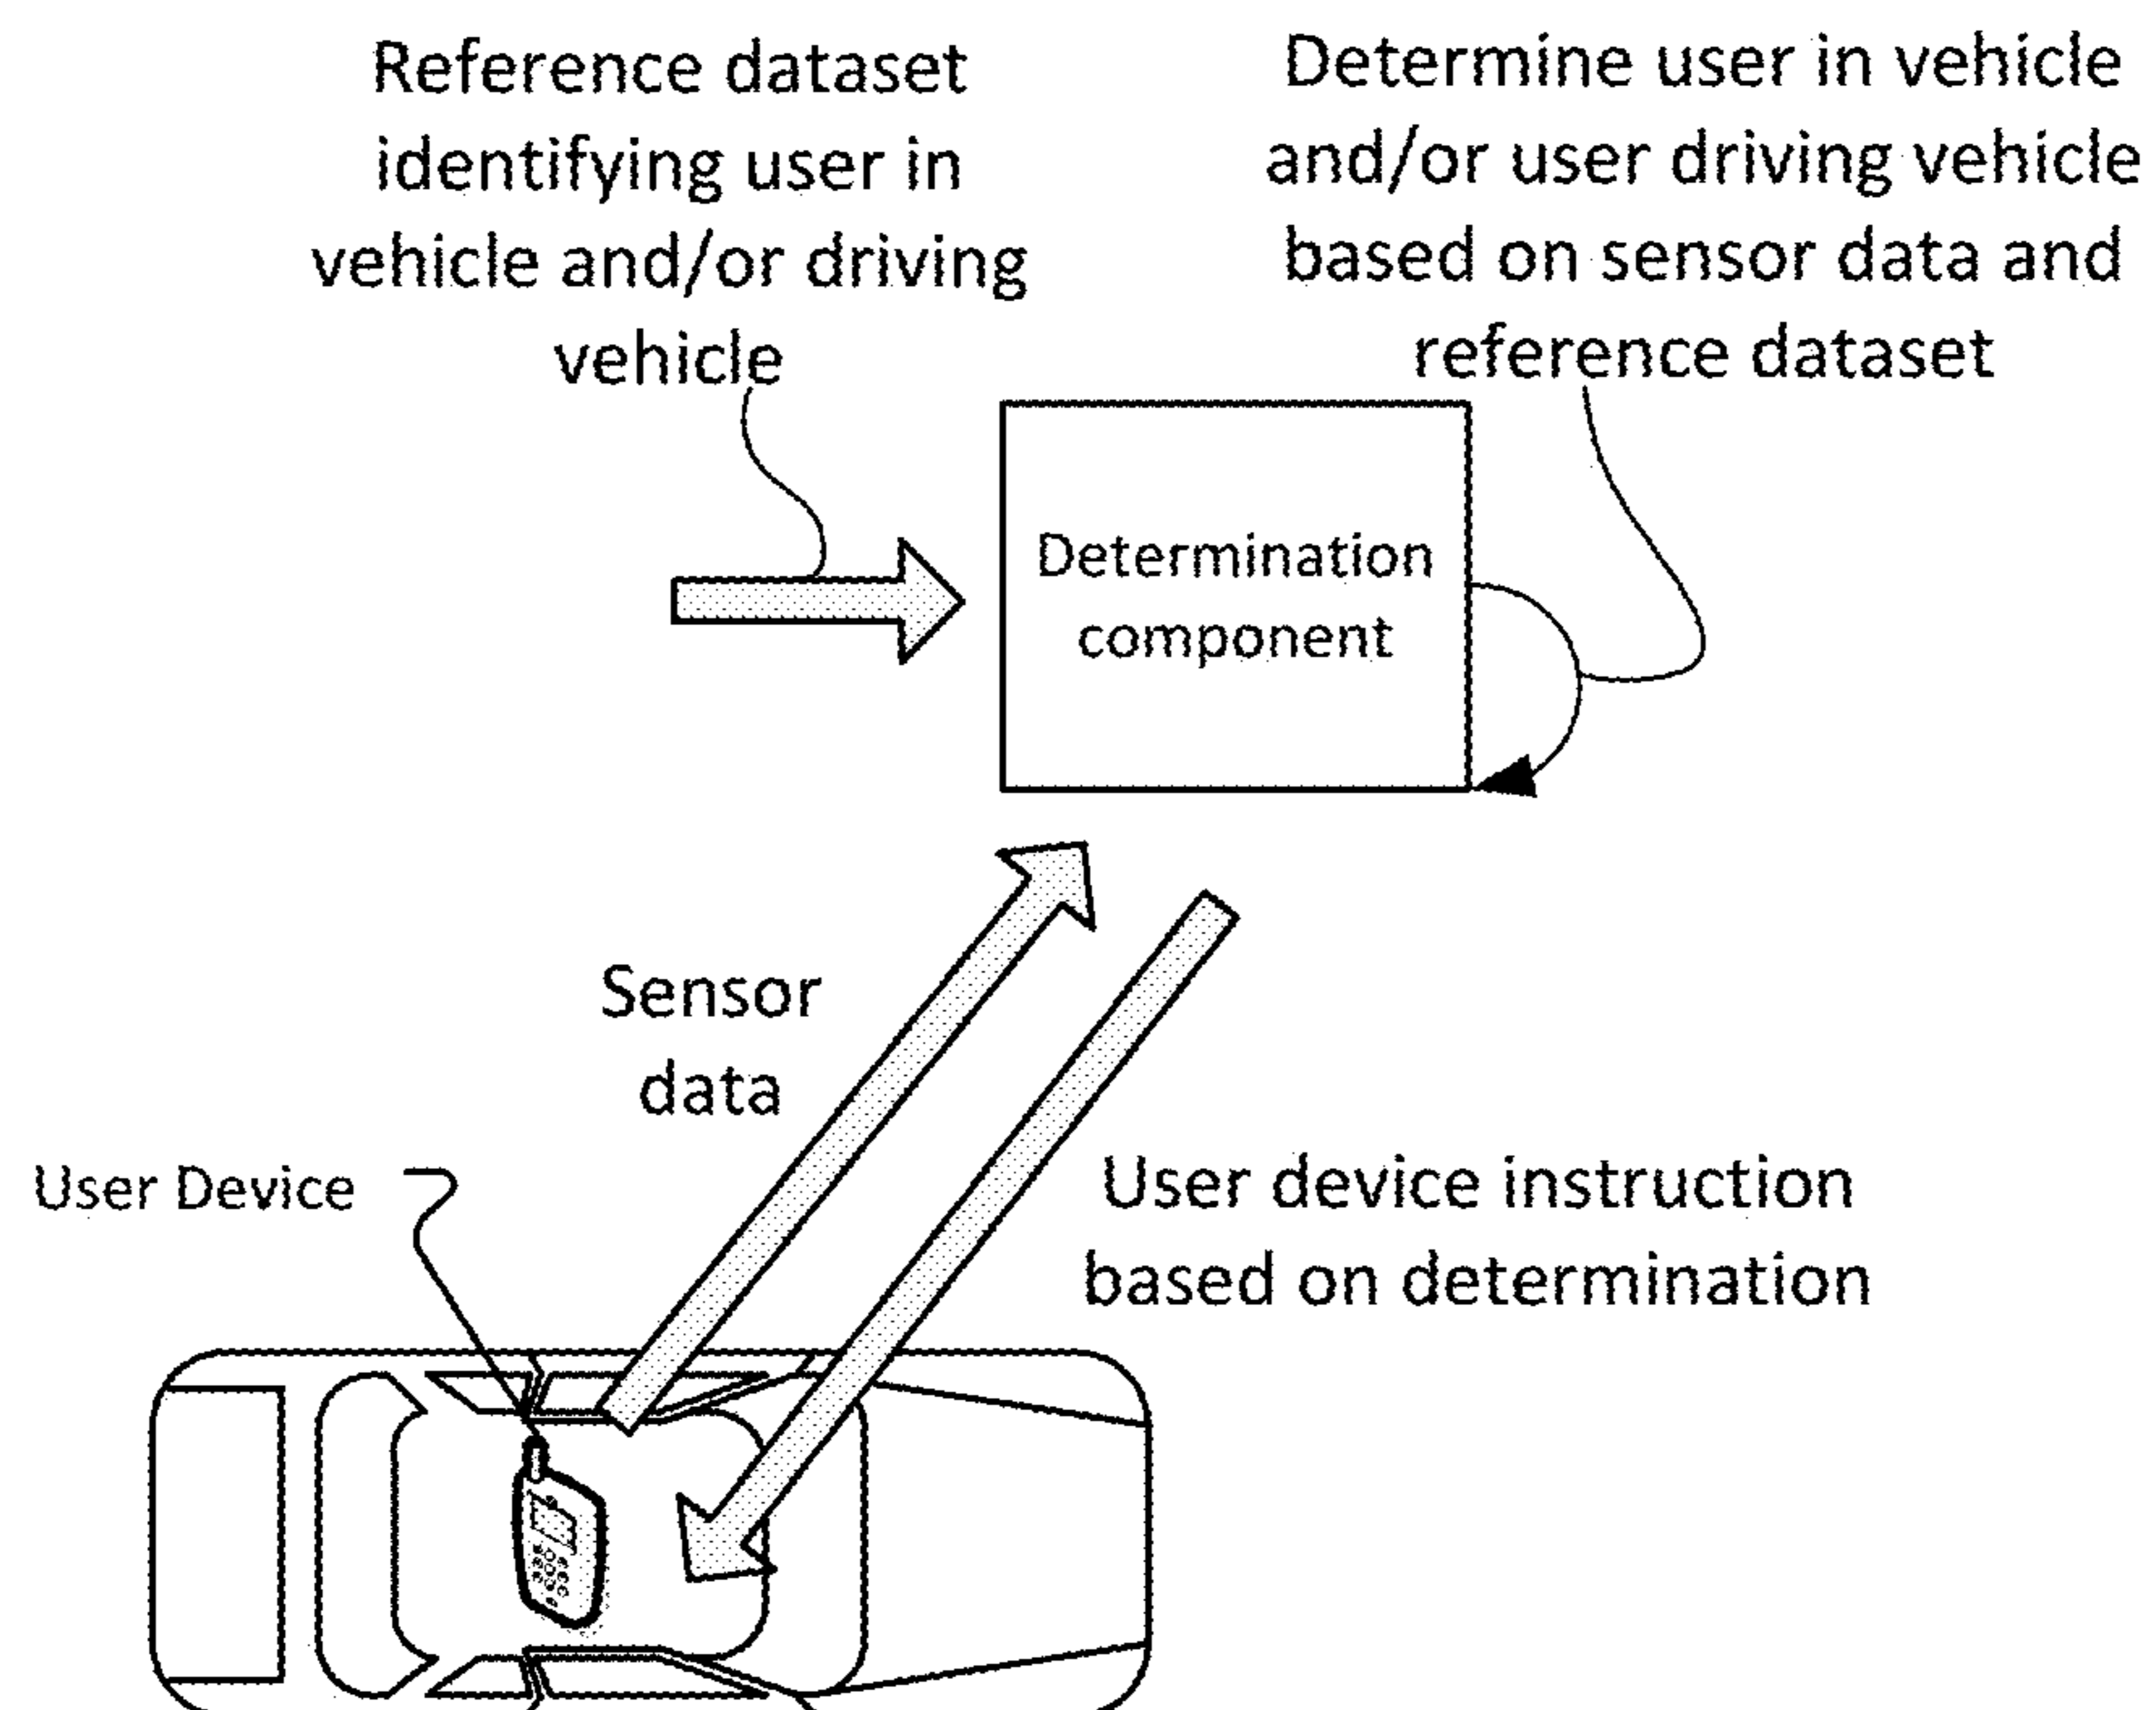 Reference dataset
identifying user in
vehicle and/or driving
vehicle
Determine user in vehicle
and/or user driving vehicle
based on sensor data and
reference dataset
Determination
component
Sensor
data
User Device
User device instruction
based on determination